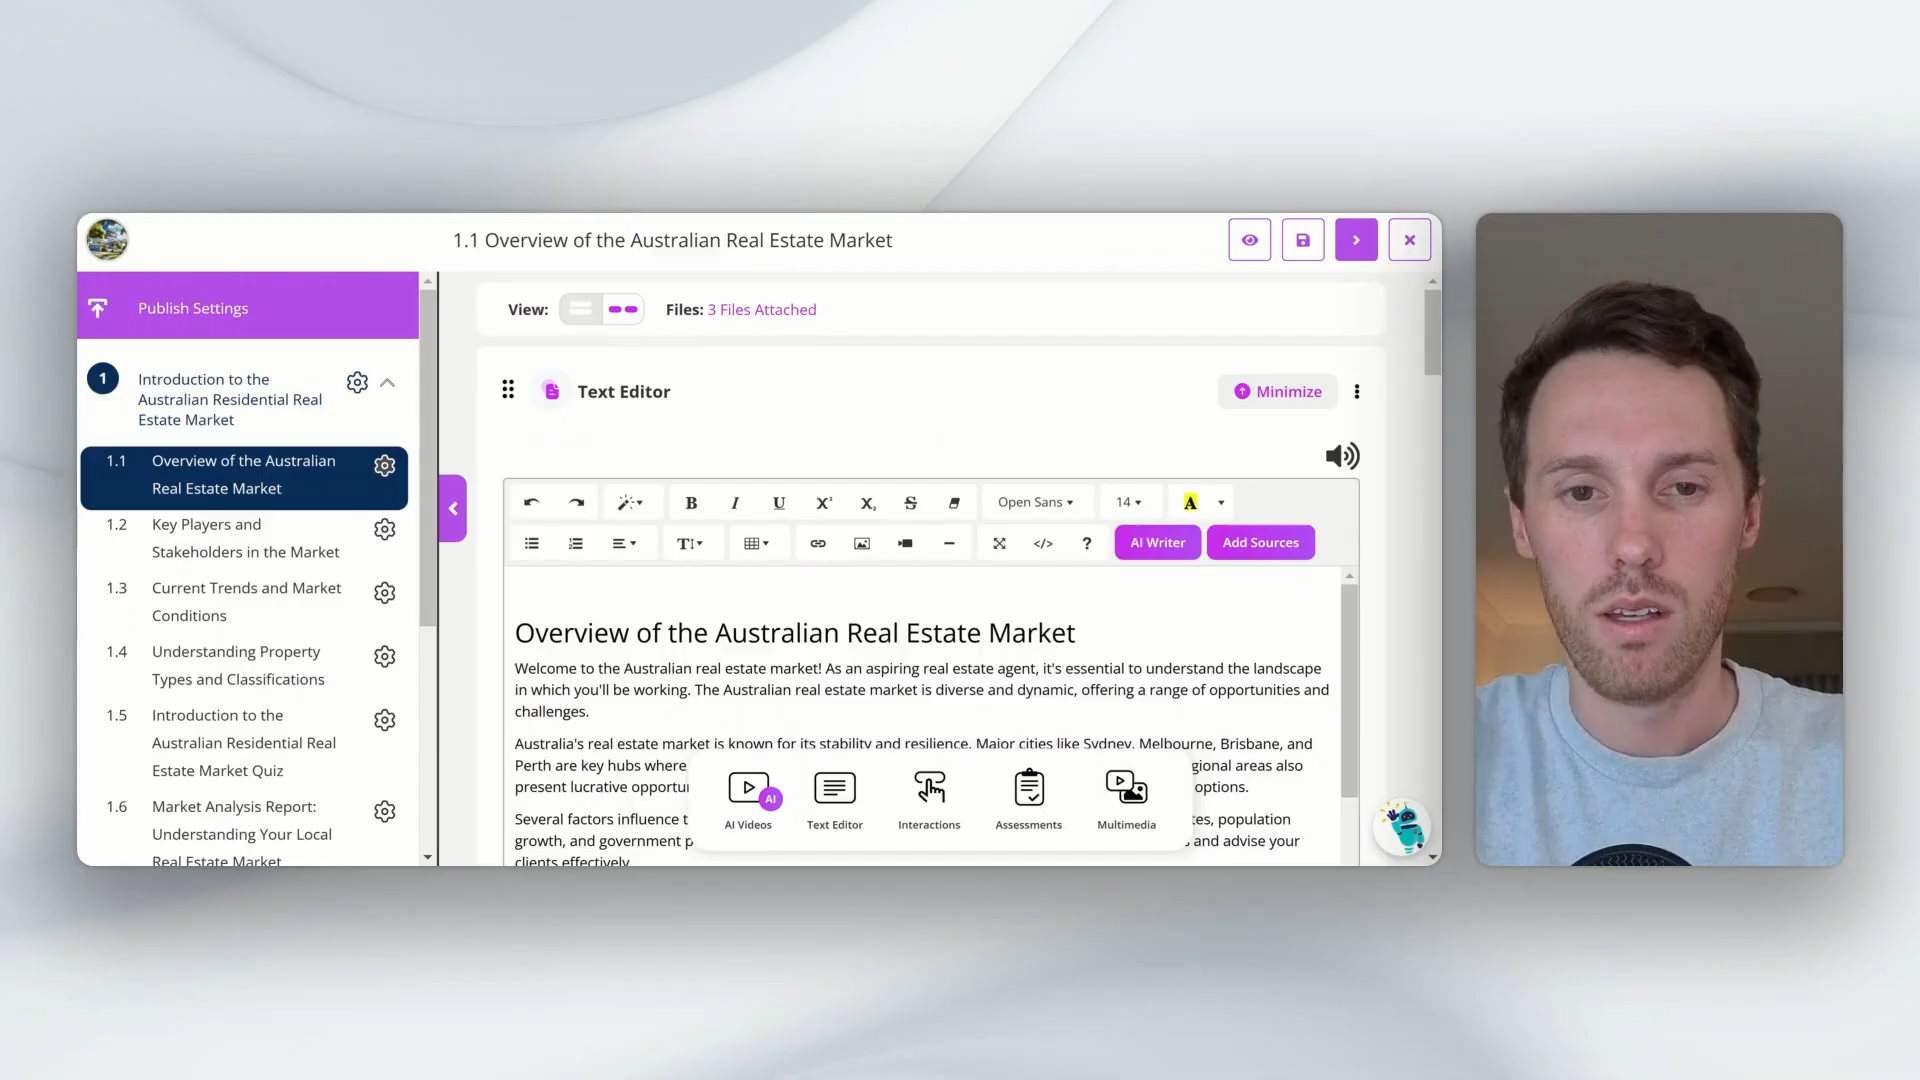 1.1 Overview of the Australian Real Estate Market
Publish Settings
1
Introduction to the
Australian Residential Real
Estate Market
1.1 Overview of the Australian
Real Estate Market
1.2 Key Players and
Stakeholders in the Market
1.3 Current Trends and Market
Conditions
1.4 Understanding Property
Types and Classifications
1.5 Introduction to the
Australian Residential Real
Estate Market Quiz
1.6 Market Analysis Report:
Understanding Your Local
Real Estate Market
View:
Files: 3 Files Attached
Text Editor
Minimize
B I U X² X₂ S Open Sans 14 A
T </> ? AI Writer Add Sources
Overview of the Australian Real Estate Market
Welcome to the Australian real estate market! As an aspiring real estate agent, it's essential to understand the landscape
in which you'll be working. The Australian real estate market is diverse and dynamic, offering a range of opportunities and
challenges.
Australia's real estate market is known for its stability and resilience. Major cities like Sydney, Melbourne, Brisbane, and
Perth are key hubs where gional areas also
present lucrative opportu options.
Several factors influence t es, population
growth, and government p and advise your
clients effectively
AI
AI Videos
Text Editor
Interactions
Assessments
Multimedia